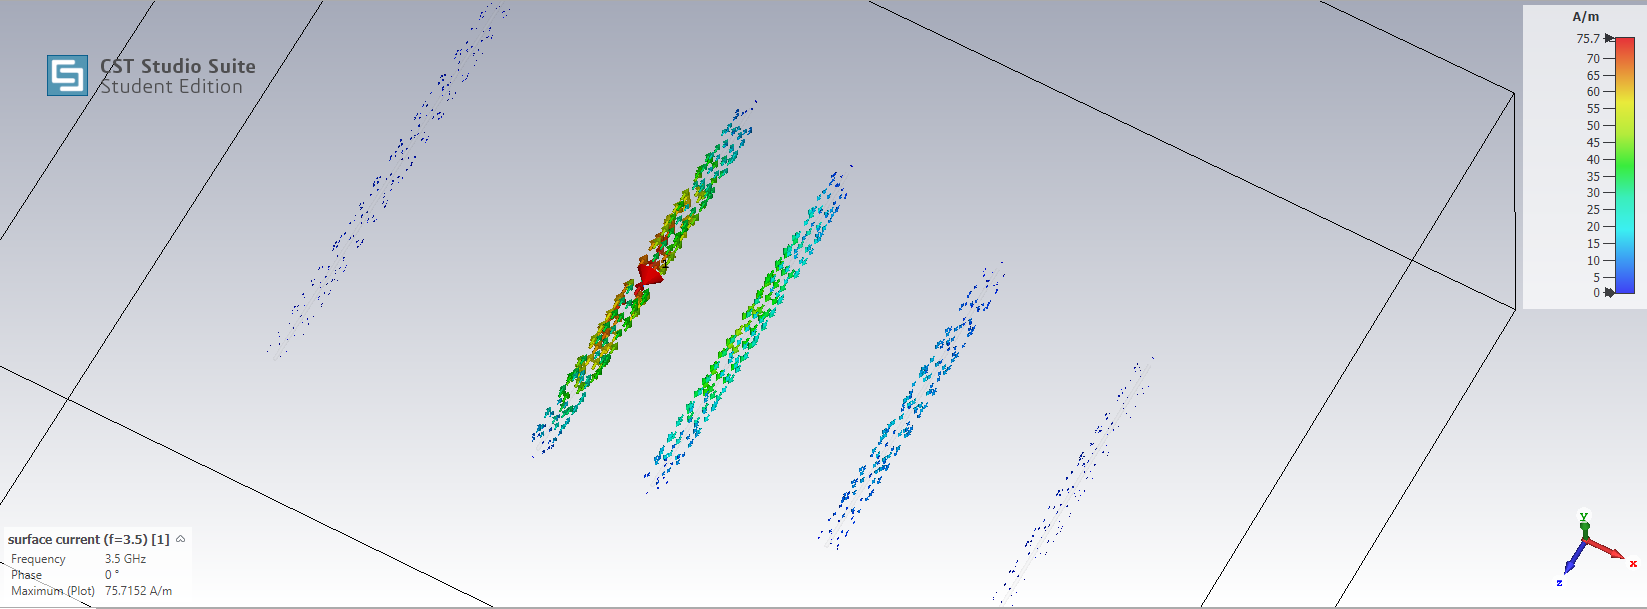 CST Studio Suite
Student Edition
A/m
75.7
70
65
60
55
50
45
40
35
30
25
20
15
10
5
0
1
surface current (f=3.5) [1]
Frequency 3.5 GHz
Phase 0 °
Maximum (Plot) 75.7152 A/m
y
x
z